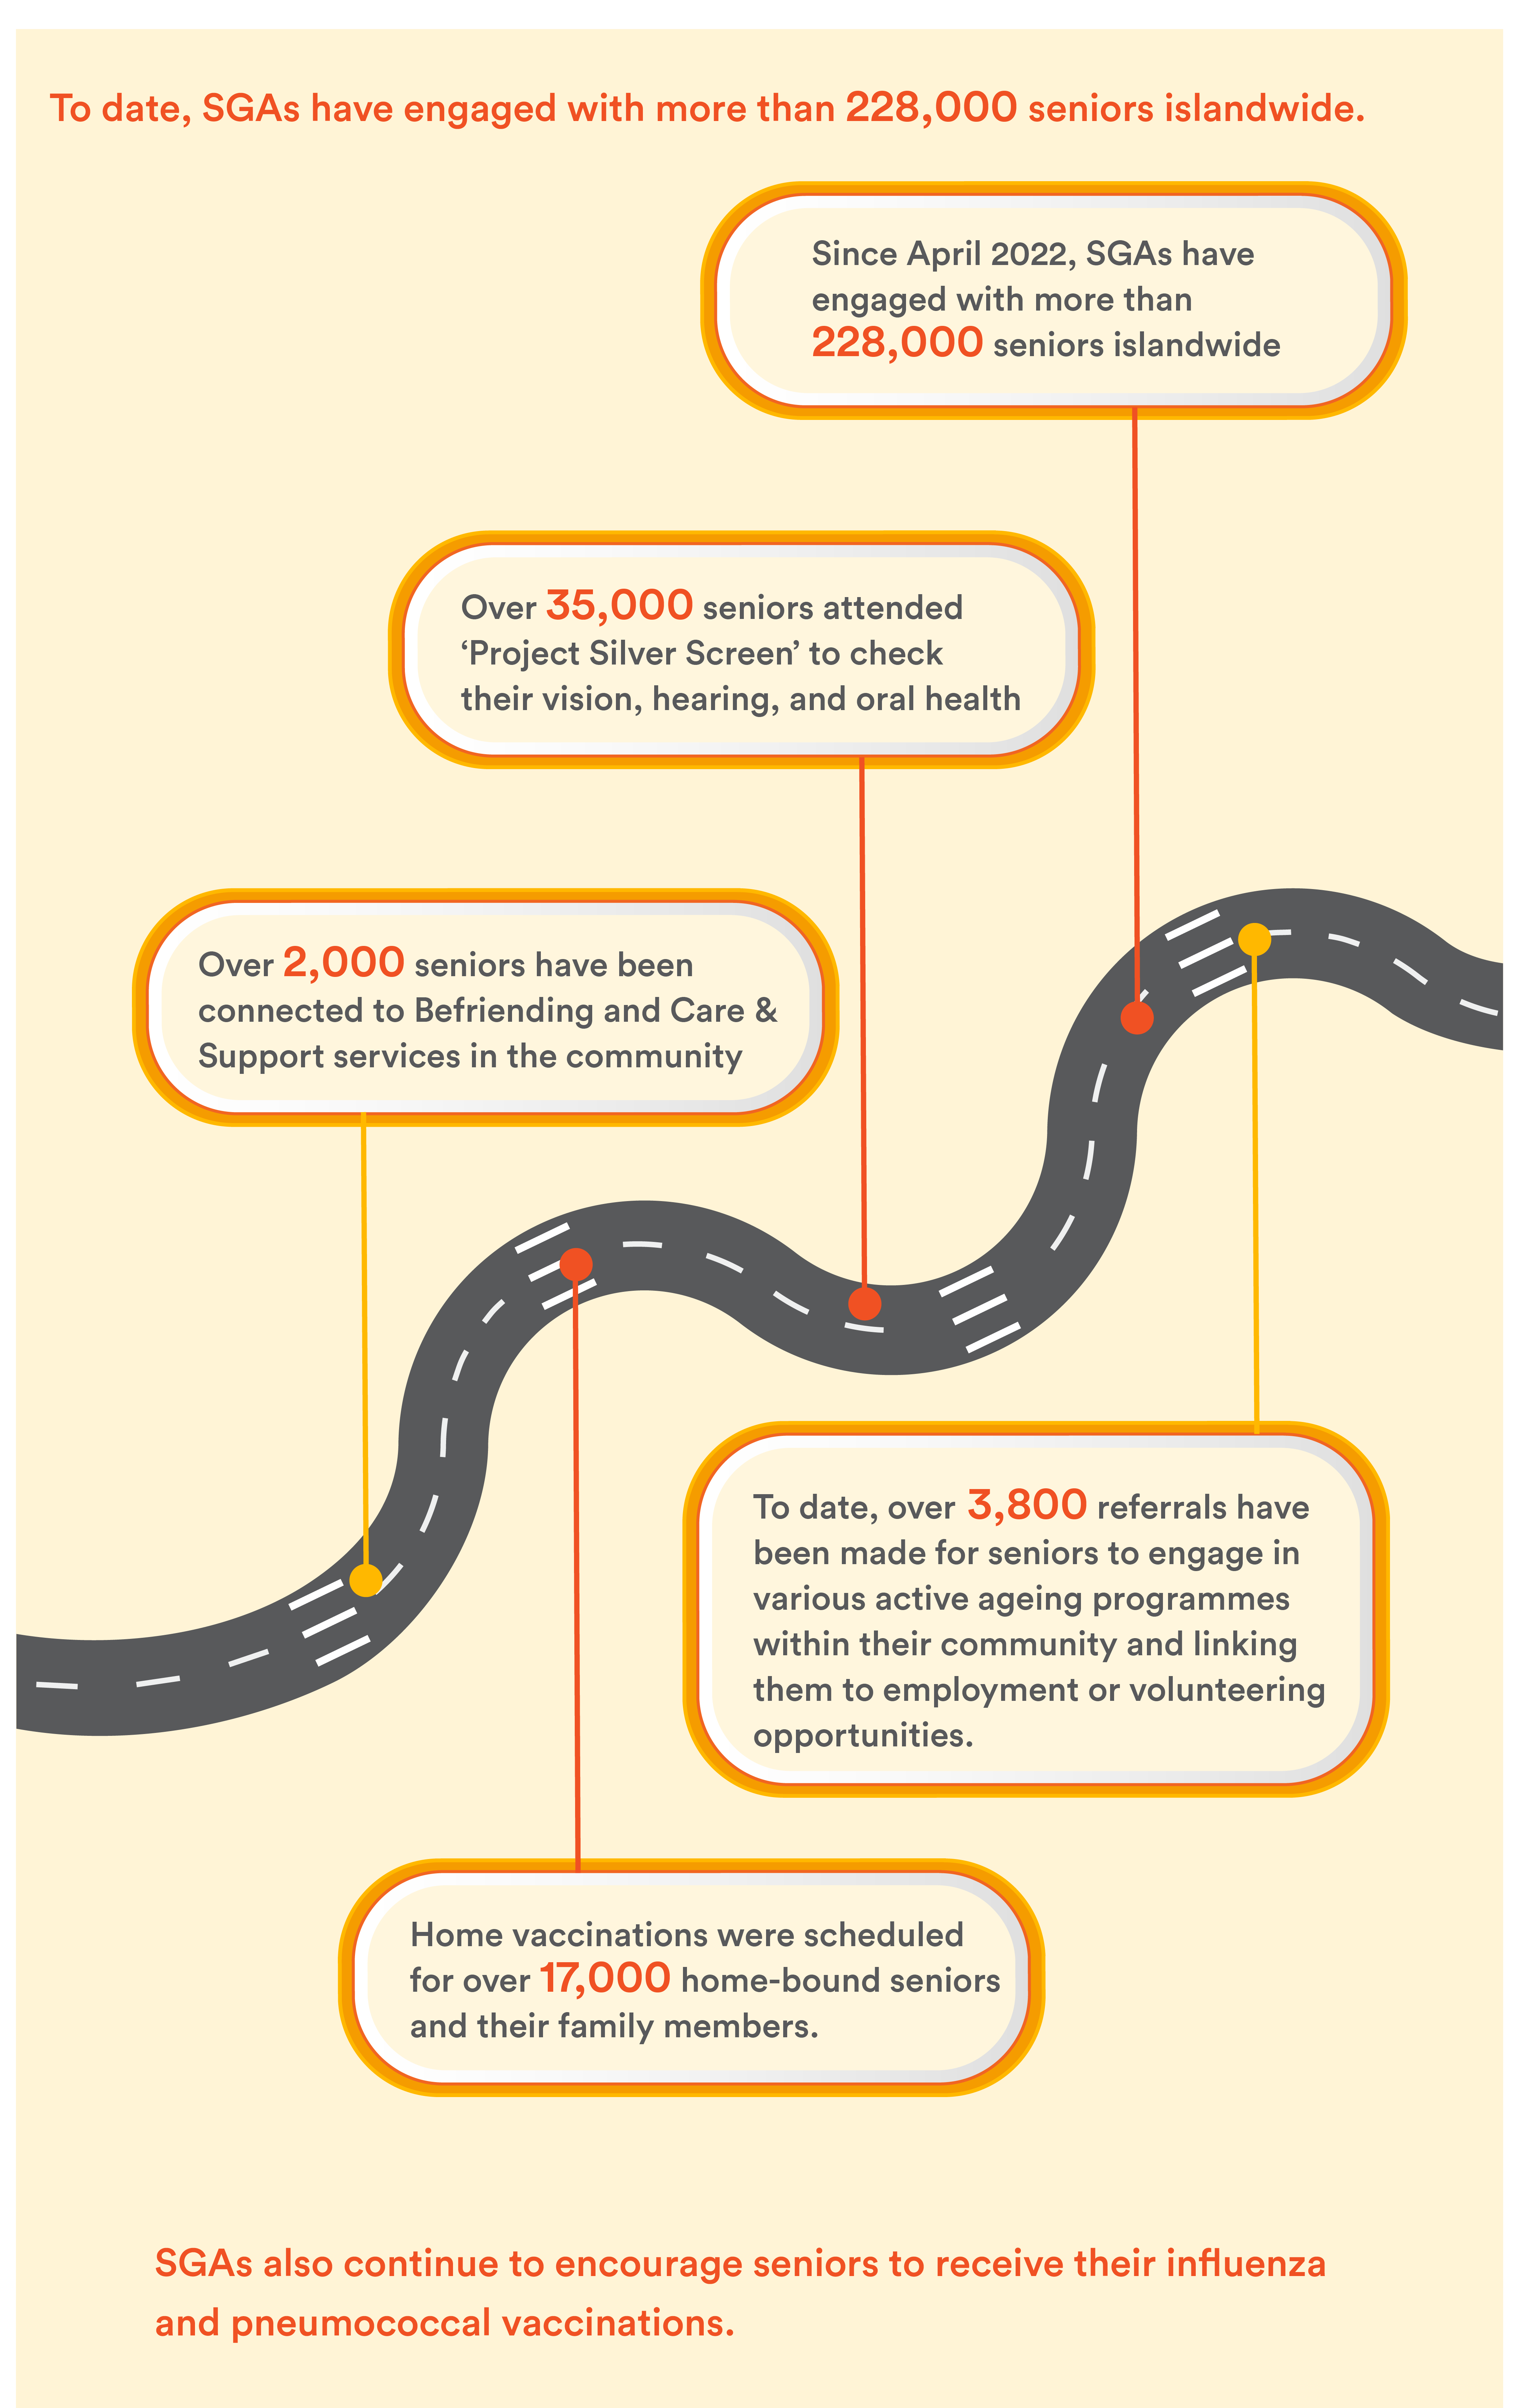 To date, SGAs have engaged with more than 228,000 seniors islandwide.
Since April 2022, SGAs have
engaged with more than
228,000 seniors islandwide
Over 35,000 seniors attended
‘Project Silver Screen’ to check
their vision, hearing, and oral health
Over 2,000 seniors have been
connected to Befriending and Care &
Support services in the community
To date, over 3,800 referrals have
been made for seniors to engage in
various active ageing programmes
within their community and linking
them to employment or volunteering
opportunities.
Home vaccinations were scheduled
for over 17,000 home-bound seniors
and their family members.
SGAs also continue to encourage seniors to receive their influenza
and pneumococcal vaccinations.